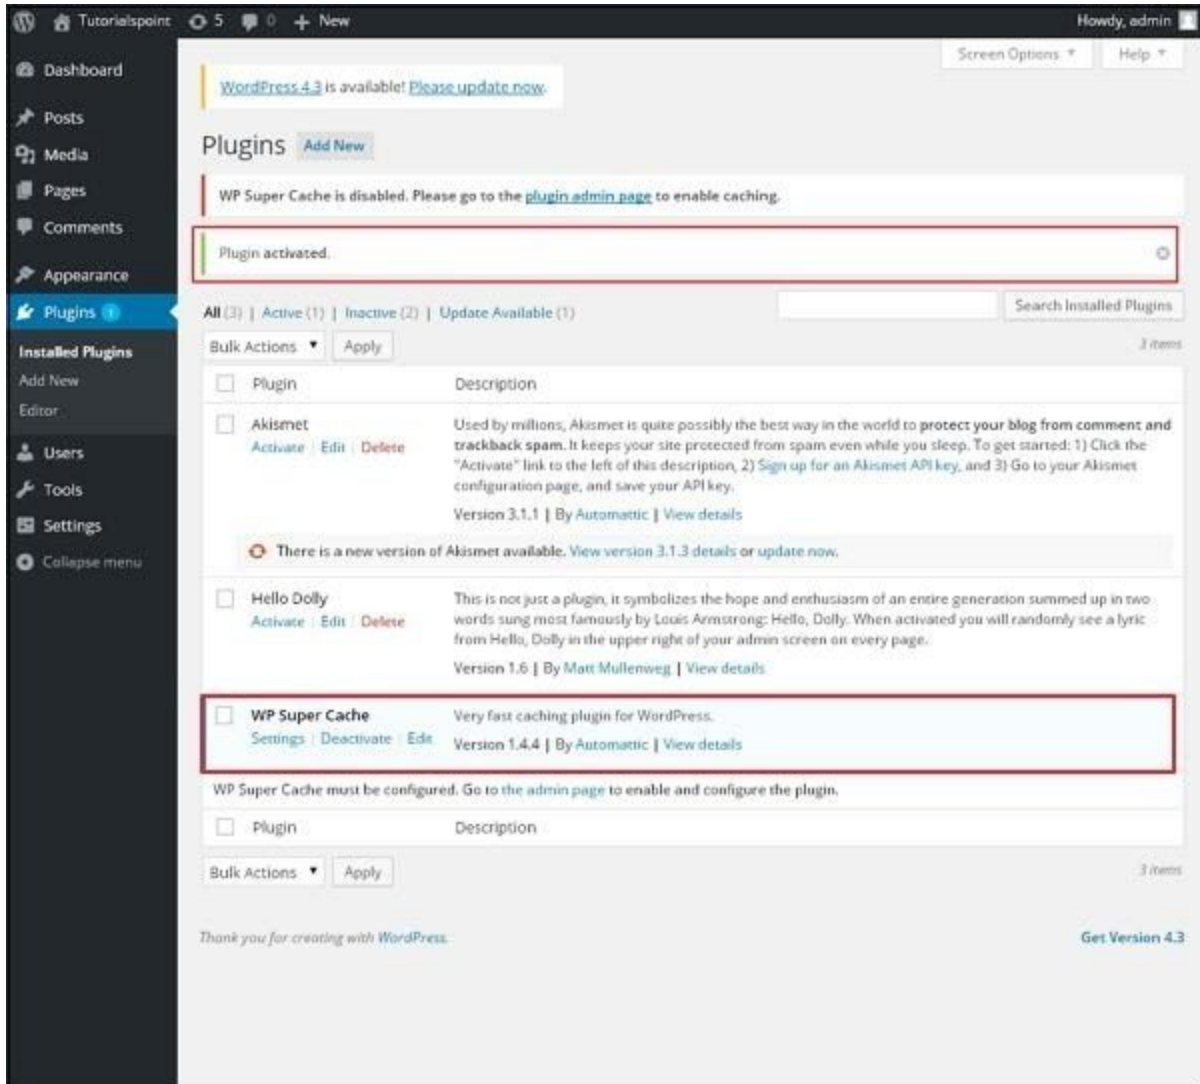 Tutorialspoint 5 0 + New Howdy, admin
Screen Options ▼ Help ▼
Dashboard
Posts
Media
Pages
Comments
Appearance
Plugins 1
Installed Plugins
Add New
Editor
Users
Tools
Settings
Collapse menu
WordPress 4.3 is available! Please update now.
Plugins Add New
WP Super Cache is disabled. Please go to the plugin admin page to enable caching.
Plugin activated.
All (3) | Active (1) | Inactive (2) | Update Available (1)
Search Installed Plugins
Bulk Actions ▼ Apply 3 items
Plugin Description
Akismet
Activate | Edit | Delete
Used by millions, Akismet is quite possibly the best way in the world to protect your blog from comment and
trackback spam. It keeps your site protected from spam even while you sleep. To get started: 1) Click the
"Activate" link to the left of this description, 2) Sign up for an Akismet API key, and 3) Go to your Akismet
configuration page, and save your API key.
Version 3.1.1 | By Automattic | View details
There is a new version of Akismet available. View version 3.1.3 details or update now.
Hello Dolly
Activate | Edit | Delete
This is not just a plugin, it symbolizes the hope and enthusiasm of an entire generation summed up in two
words sung most famously by Louis Armstrong: Hello, Dolly. When activated you will randomly see a lyric
from Hello, Dolly in the upper right of your admin screen on every page.
Version 1.6 | By Matt Mullenweg | View details
WP Super Cache
Settings | Deactivate | Edit
Very fast caching plugin for WordPress.
Version 1.4.4 | By Automattic | View details
WP Super Cache must be configured. Go to the admin page to enable and configure the plugin.
Plugin Description
Bulk Actions ▼ Apply 3 items
Thank you for creating with WordPress. Get Version 4.3